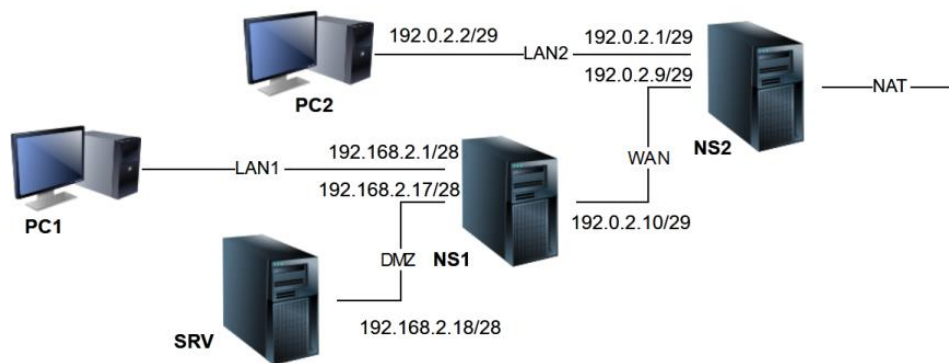 192.0.2.2/29
LAN2
192.0.2.1/29
192.0.2.9/29
NAT
PC2
NS2
WAN
LAN1
192.168.2.1/28
192.168.2.17/28
192.0.2.10/29
PC1
DMZ
NS1
192.168.2.18/28
SRV